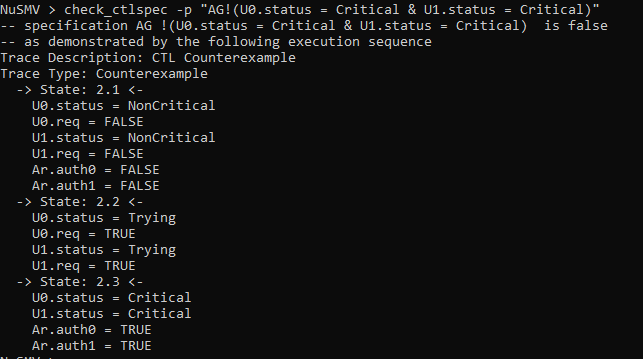 NuSMV > check_ctlspec -p "AG!(U0.status = Critical & U1.status = Critical)"
-- specification AG !(U0.status = Critical & U1.status = Critical)  is false
-- as demonstrated by the following execution sequence
Trace Description: CTL Counterexample
Trace Type: Counterexample
  -> State: 2.1 <-
    U0.status = NonCritical
    U0.req = FALSE
    U1.status = NonCritical
    U1.req = FALSE
    Ar.auth0 = FALSE
    Ar.auth1 = FALSE
  -> State: 2.2 <-
    U0.status = Trying
    U0.req = TRUE
    U1.status = Trying
    U1.req = TRUE
  -> State: 2.3 <-
    U0.status = Critical
    U1.status = Critical
    Ar.auth0 = TRUE
    Ar.auth1 = TRUE